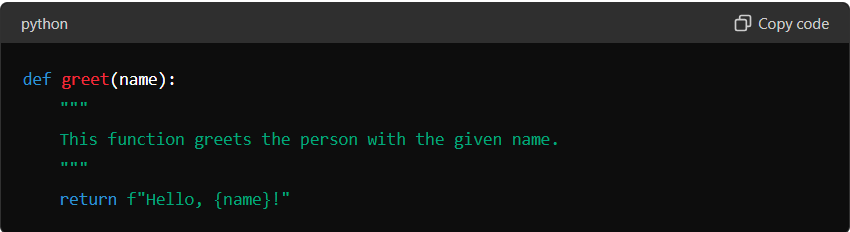 python
Copy code
def greet(name):
    """
    This function greets the person with the given name.
    """
    return f"Hello, {name}!"